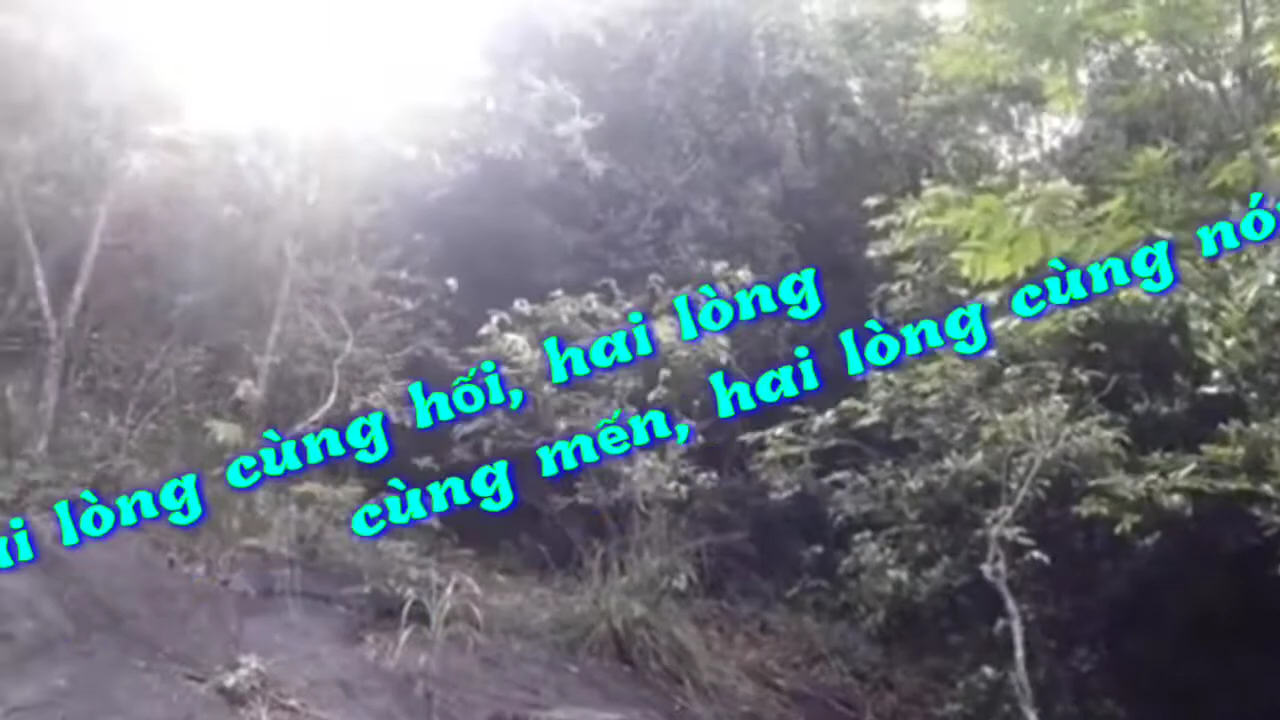 lòng cùng hối, hai lòng
cùng mến, hai lòng cùng